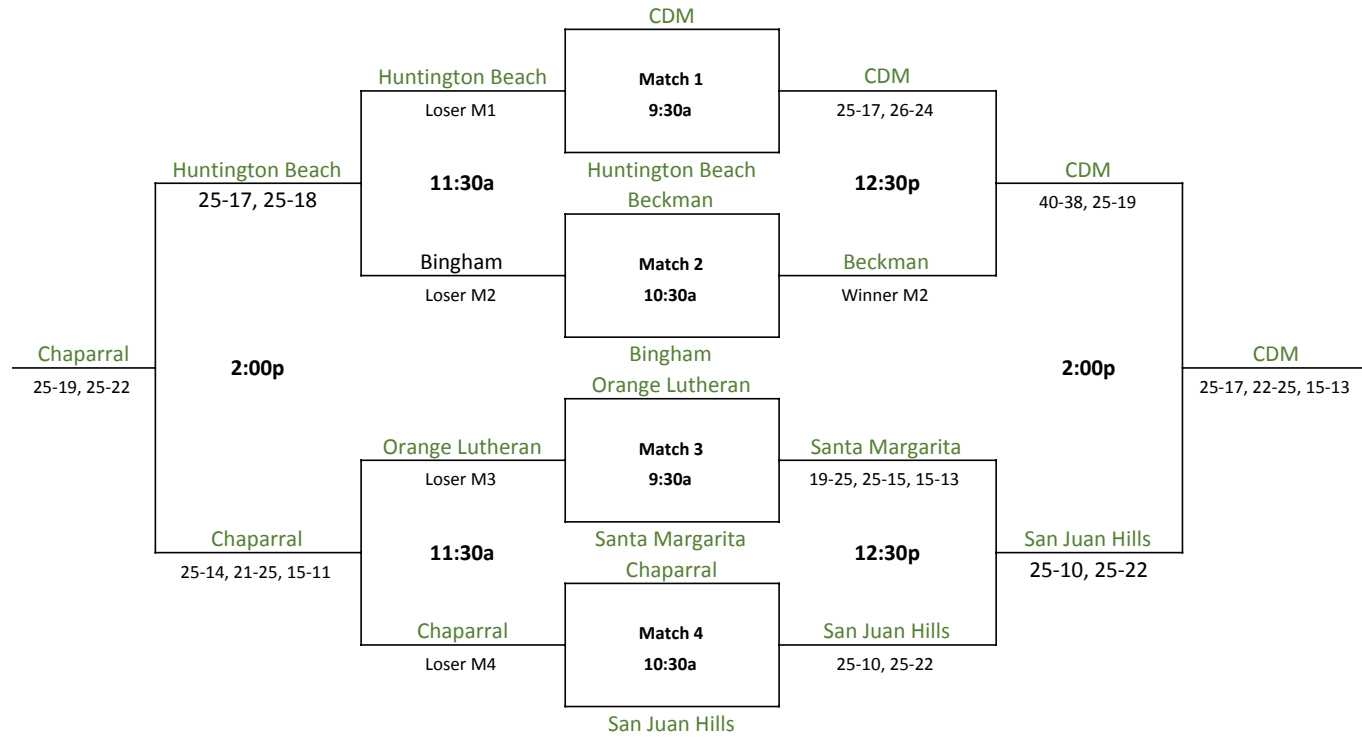 CDM
Huntington Beach
Match 1
CDM
Loser M1
9:30a
25-17, 26-24
Huntington Beach
11:30a
Huntington Beach
12:30p
CDM
25-17, 25-18
Beckman
40-38, 25-19
Bingham
Match 2
Beckman
Loser M2
10:30a
Winner M2
Chaparral
2:00p
Bingham
2:00p
CDM
25-19, 25-22
Orange Lutheran
25-17, 22-25, 15-13
Orange Lutheran
Match 3
Santa Margarita
Loser M3
9:30a
19-25, 25-15, 15-13
Chaparral
11:30a
Santa Margarita
12:30p
San Juan Hills
25-14, 21-25, 15-11
Chaparral
25-10, 25-22
Chaparral
Match 4
San Juan Hills
Loser M4
10:30a
25-10, 25-22
San Juan Hills